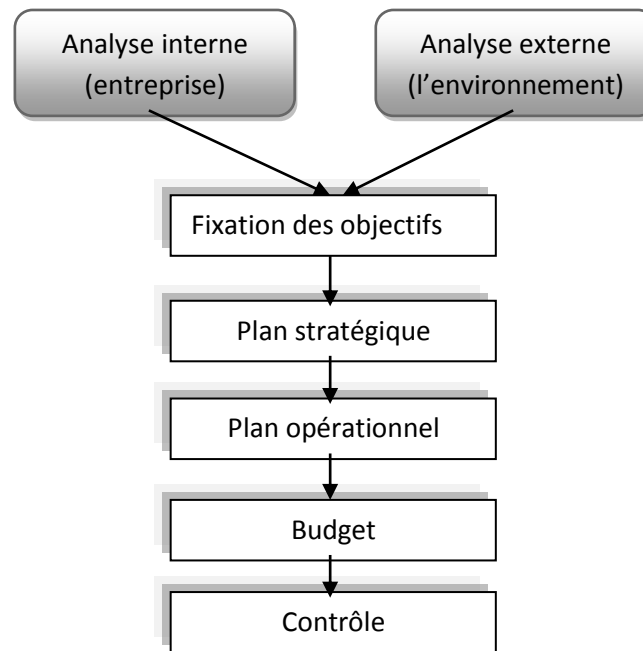 Analyse interne
(entreprise)
Analyse externe
(l’environnement)
Fixation des objectifs
Plan stratégique
Plan opérationnel
Budget
Contrôle